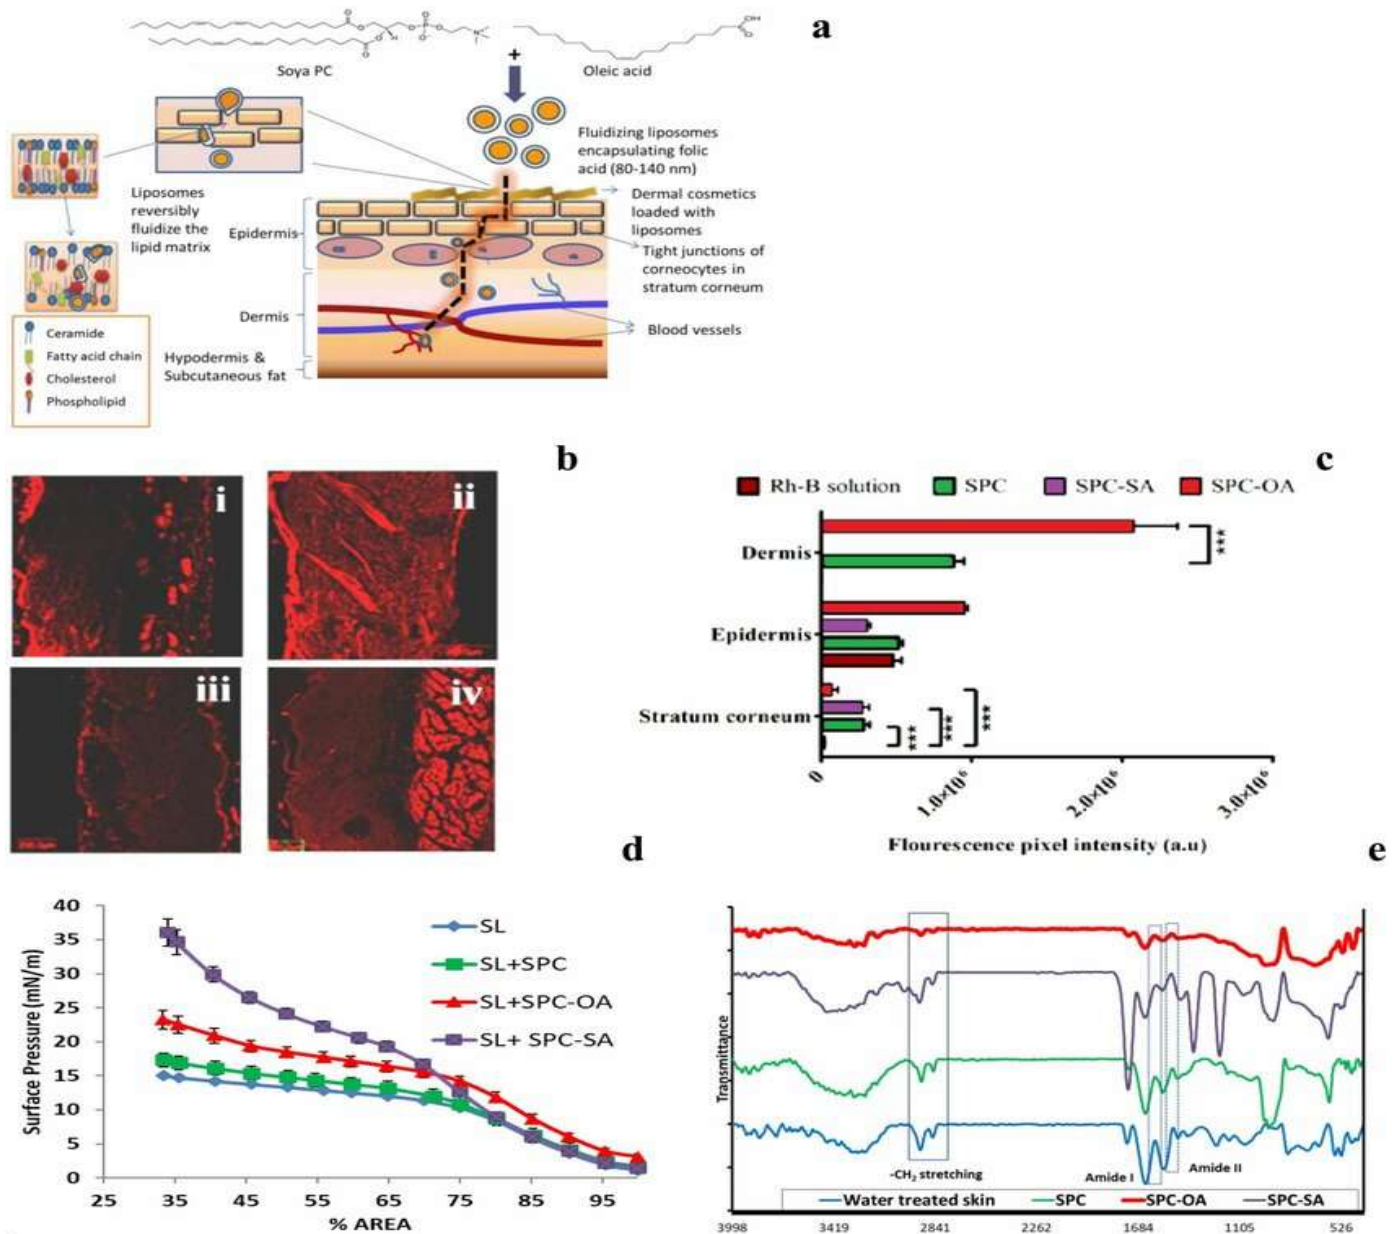 a
OH
O
O
O
O
P
O
N
H
+
Soya PC
Oleic acid
Fluidizing liposomes
encapsulating folic
acid (80-140 nm)
Liposomes
reversibly
fluidize the
lipid matrix
Dermal cosmetics
loaded with
liposomes
Epidermis
Tight junctions of
corneocytes in
stratum corneum
Dermis
Blood vessels
Hypodermis &
Subcutaneous fat
Ceramide
Fatty acid chain
Cholesterol
Phospholipid
b
i
ii
iii
iv
c
Rh-B solution SPC SPC-SA SPC-OA
Dermis
***
Epidermis
Stratum corneum
*** *** ***
0 1.0×10⁶ 2.0×10⁶ 3.0×10⁶
Flourescence pixel intensity (a.u)
d
Surface Pressure (mN/m)
40
35
30
25
20
15
10
5
0
SL
SL+SPC
SL+SPC-OA
SL+ SPC-SA
25 35 45 55 65 75 85 95
% AREA
e
Transmittance
-CH₂ stretching
Amide I
Amide II
Water treated skin SPC SPC-OA SPC-SA
3998 3419 2841 2262 1684 1105 526